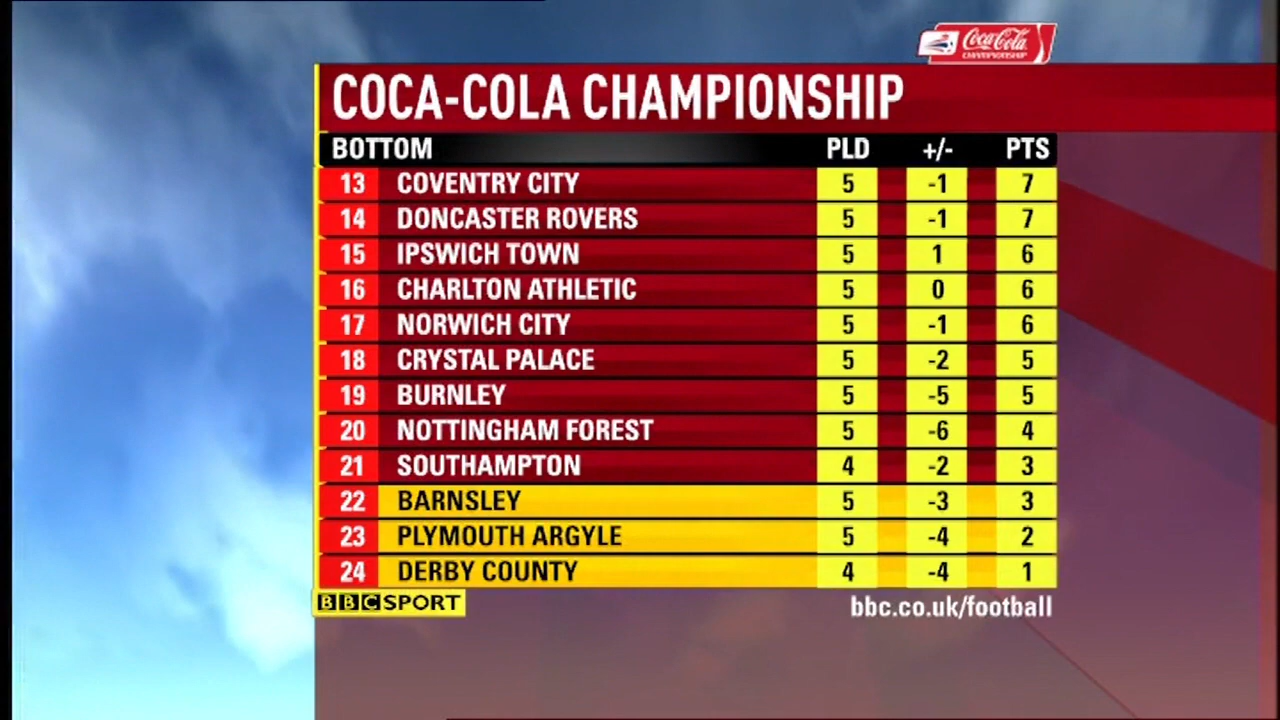 Coca-Cola
CHAMPIONSHIP
COCA-COLA CHAMPIONSHIP
BOTTOM PLD +/- PTS
13 COVENTRY CITY 5 -1 7
14 DONCASTER ROVERS 5 -1 7
15 IPSWICH TOWN 5 1 6
16 CHARLTON ATHLETIC 5 0 6
17 NORWICH CITY 5 -1 6
18 CRYSTAL PALACE 5 -2 5
19 BURNLEY 5 -5 5
20 NOTTINGHAM FOREST 5 -6 4
21 SOUTHAMPTON 4 -2 3
22 BARNSLEY 5 -3 3
23 PLYMOUTH ARGYLE 5 -4 2
24 DERBY COUNTY 4 -4 1
BBC SPORT bbc.co.uk/football